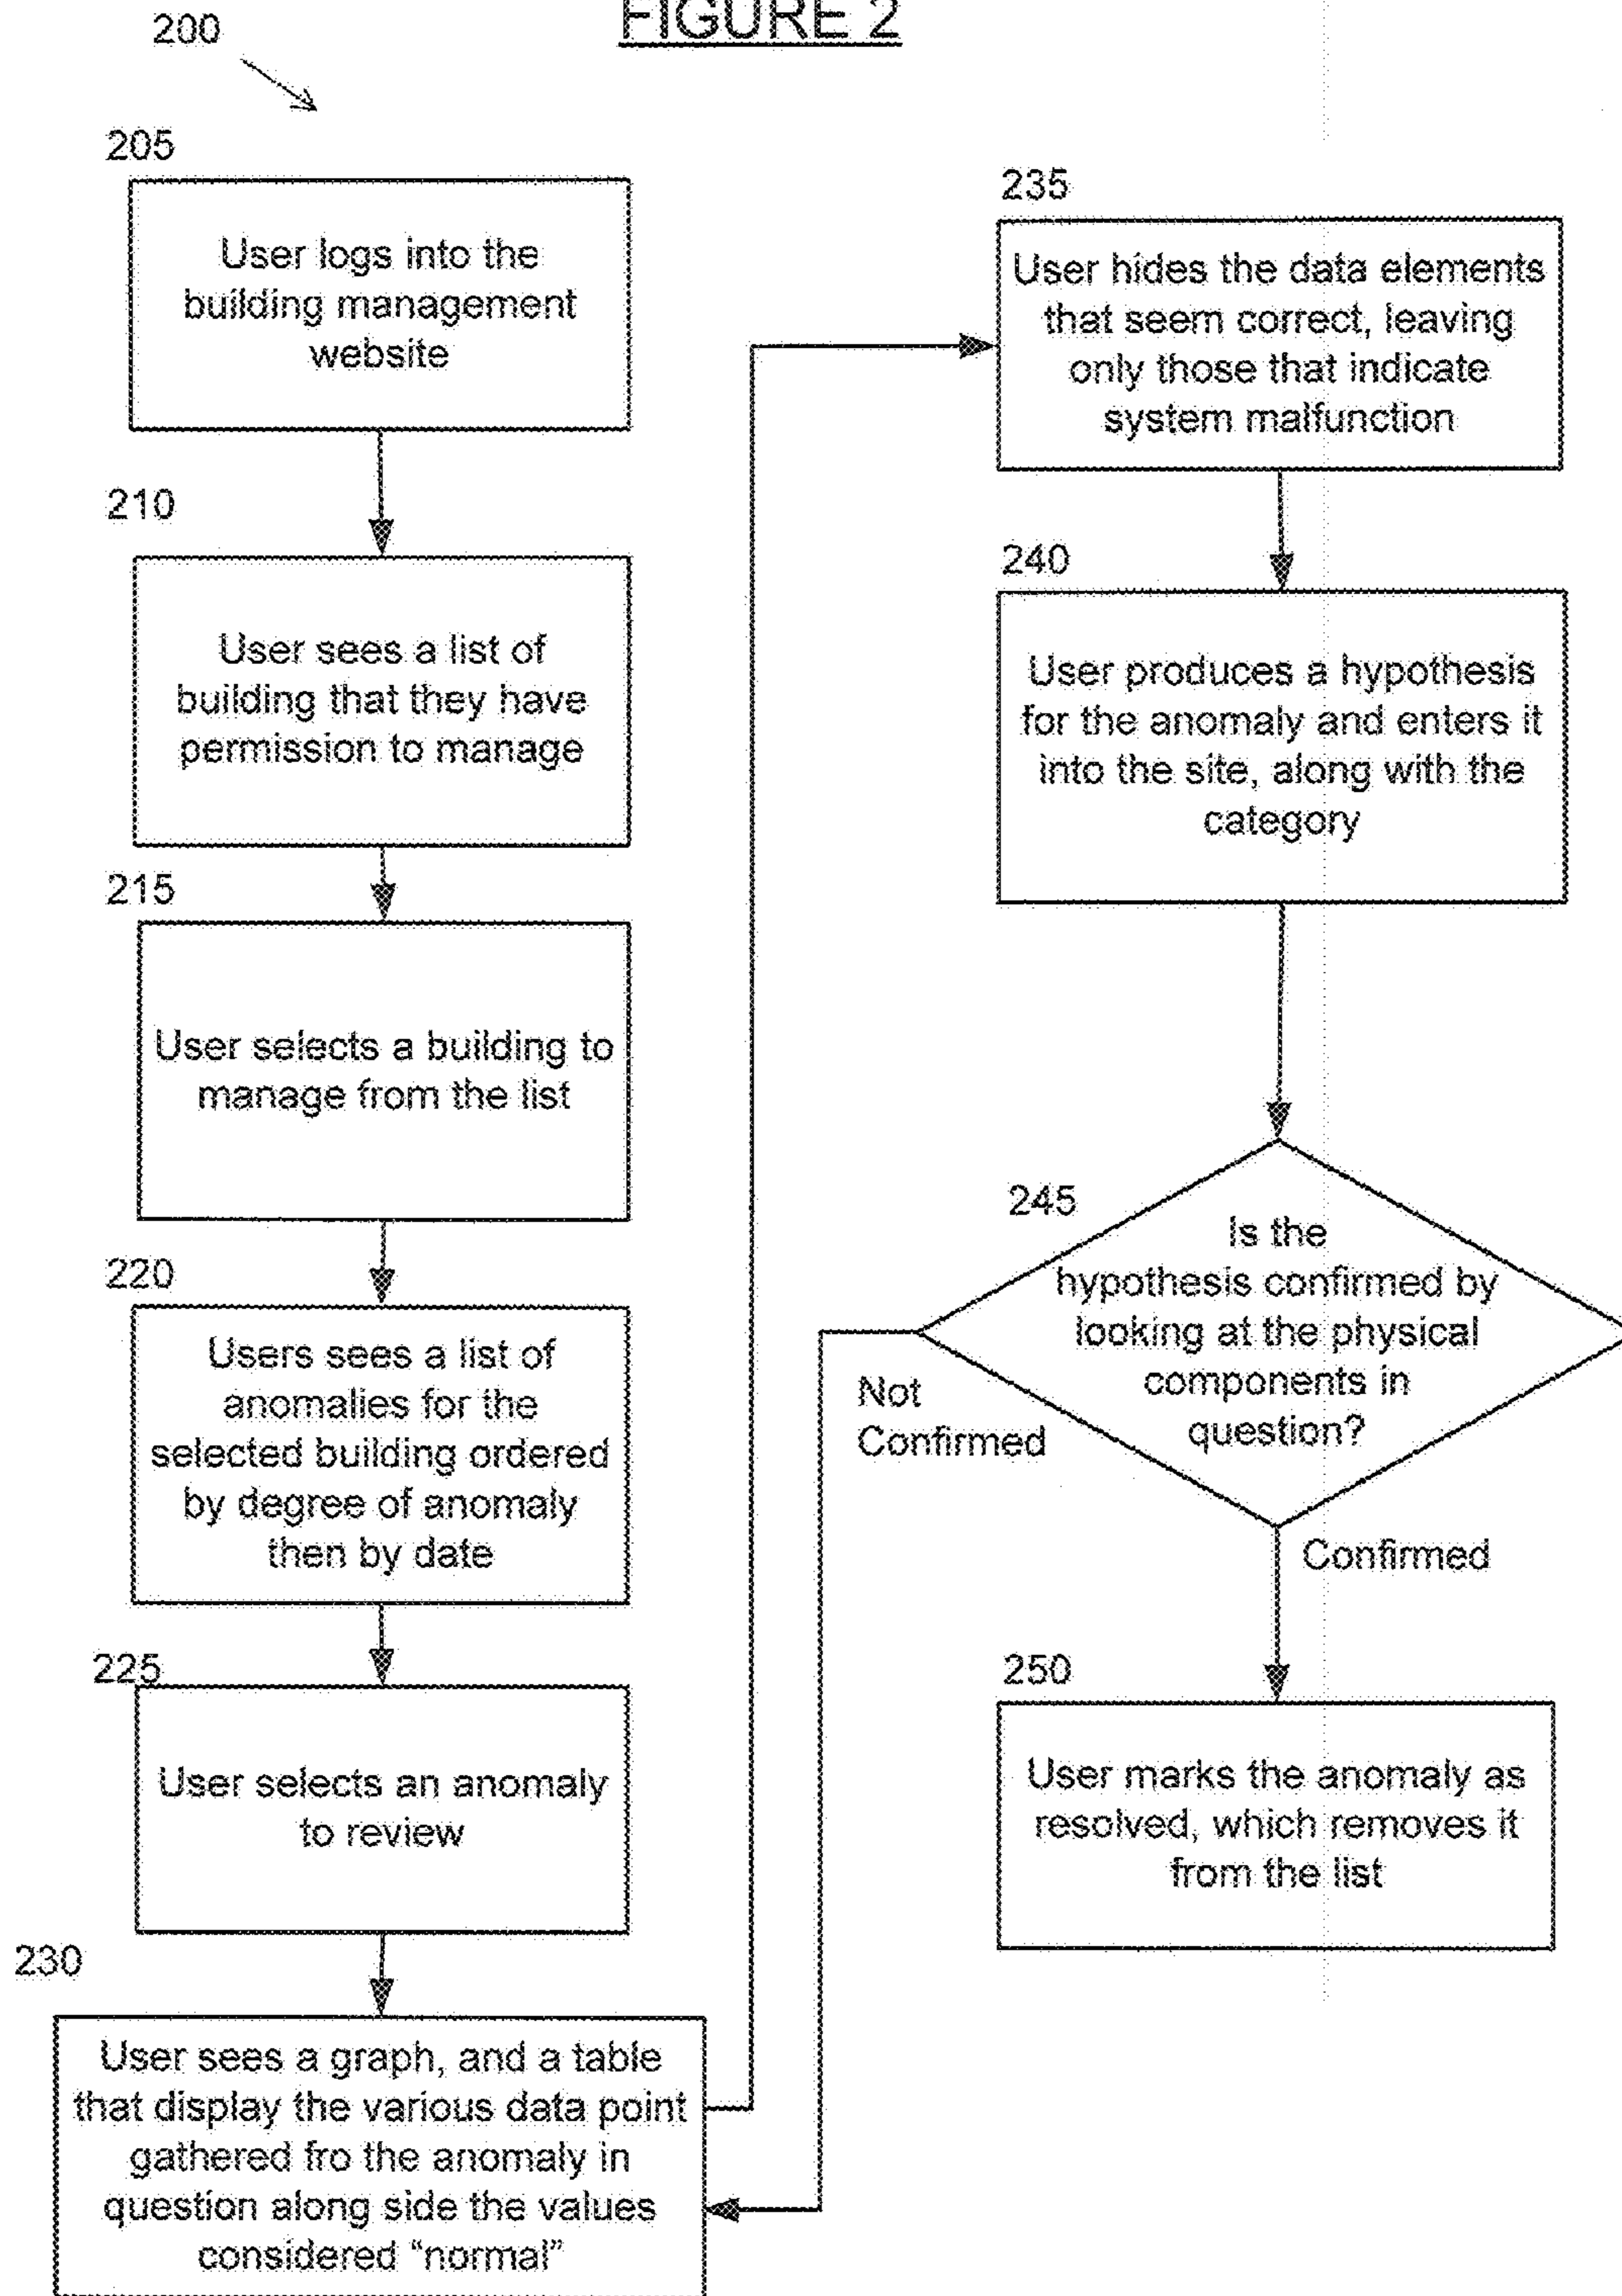 FIGURE 2
200
205
User logs into the
building management
website
210
User sees a list of
building that they have
permission to manage
215
User selects a building to
manage from the list
220
Users sees a list of
anomalies for the
selected building ordered
by degree of anomaly
then by date
225
User selects an anomaly
to review
230
User sees a graph, and a table
that display the various data point
gathered fro the anomaly in
question along side the values
considered “normal”
235
User hides the data elements
that seem correct, leaving
only those that indicate
system malfunction
240
User produces a hypothesis
for the anomaly and enters it
into the site, along with the
category
245
Is the
hypothesis confirmed by
looking at the physical
components in
question?
Not
Confirmed
Confirmed
250
User marks the anomaly as
resolved, which removes it
from the list